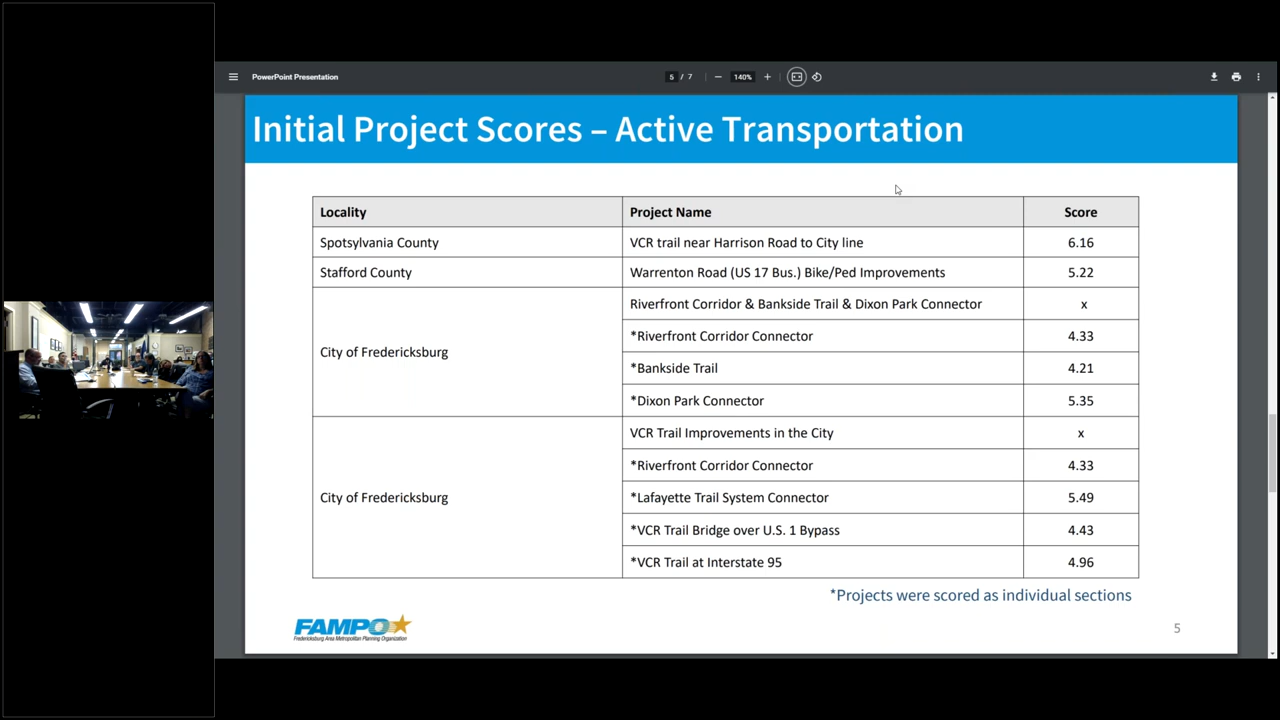 PowerPoint Presentation
5 / 7
140%
Initial Project Scores – Active Transportation
Locality Project Name Score
Spotsylvania County VCR trail near Harrison Road to City line 6.16
Stafford County Warrenton Road (US 17 Bus.) Bike/Ped Improvements 5.22
City of Fredericksburg
Riverfront Corridor & Bankside Trail & Dixon Park Connector x
*Riverfront Corridor Connector 4.33
*Bankside Trail 4.21
*Dixon Park Connector 5.35
City of Fredericksburg
VCR Trail Improvements in the City x
*Riverfront Corridor Connector 4.33
*Lafayette Trail System Connector 5.49
*VCR Trail Bridge over U.S. 1 Bypass 4.43
*VCR Trail at Interstate 95 4.96
*Projects were scored as individual sections
FAMPO
Fredericksburg Area Metropolitan Planning Organization
5